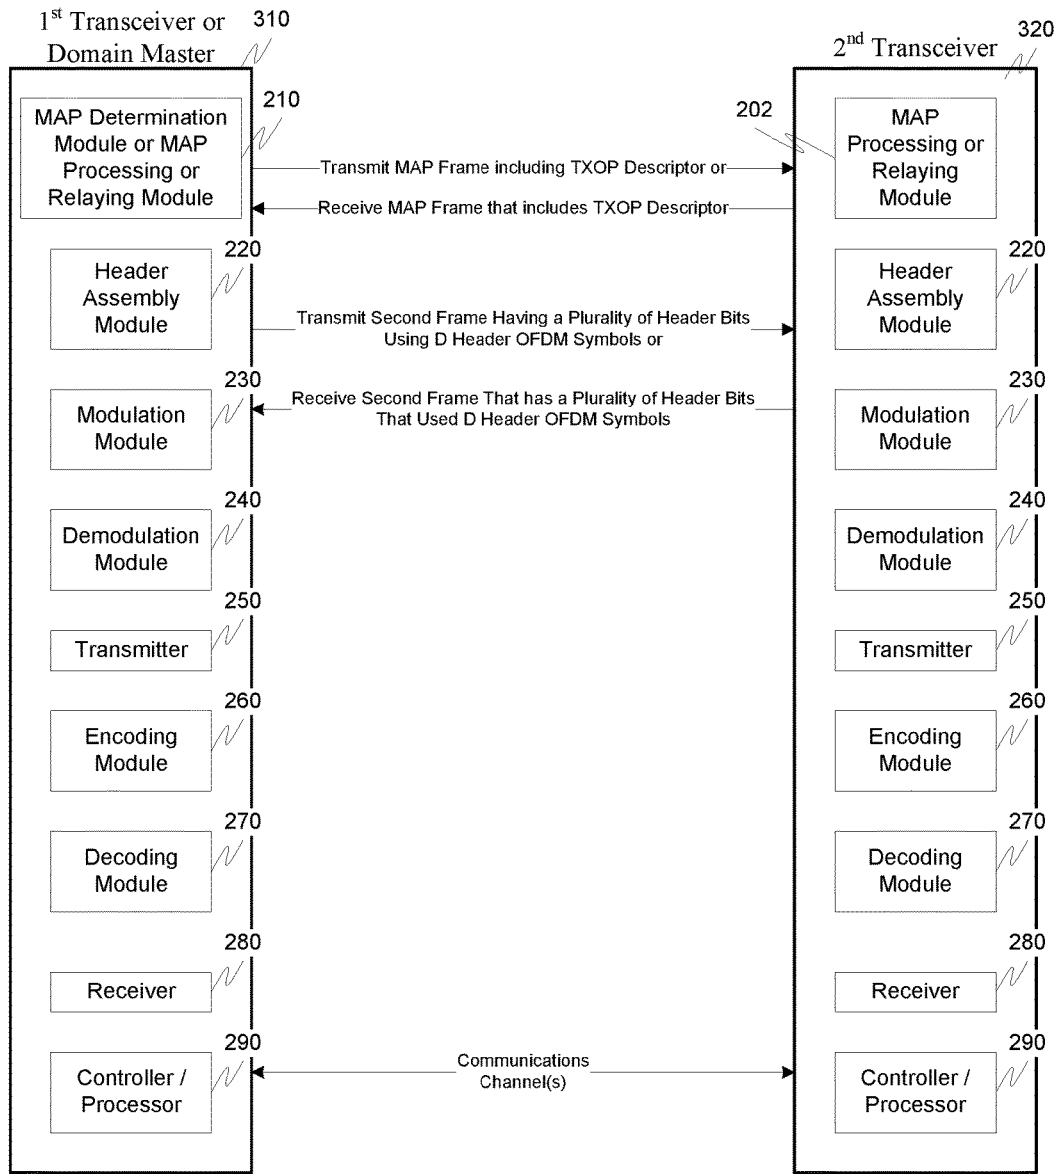 1st Transceiver or
Domain Master
310
2nd Transceiver
320
MAP Determination
Module or MAP
Processing or
Relaying Module
210
202
MAP
Processing or
Relaying
Module
Transmit MAP Frame including TXOP Descriptor or
Receive MAP Frame that includes TXOP Descriptor
220
Header
Assembly
Module
220
Header
Assembly
Module
Transmit Second Frame Having a Plurality of Header Bits
Using D Header OFDM Symbols or
230
Modulation
Module
230
Modulation
Module
Receive Second Frame That has a Plurality of Header Bits
That Used D Header OFDM Symbols
240
Demodulation
Module
240
Demodulation
Module
250
Transmitter
250
Transmitter
260
Encoding
Module
260
Encoding
Module
270
Decoding
Module
270
Decoding
Module
280
Receiver
280
Receiver
290
Controller /
Processor
Communications
Channel(s)
290
Controller /
Processor